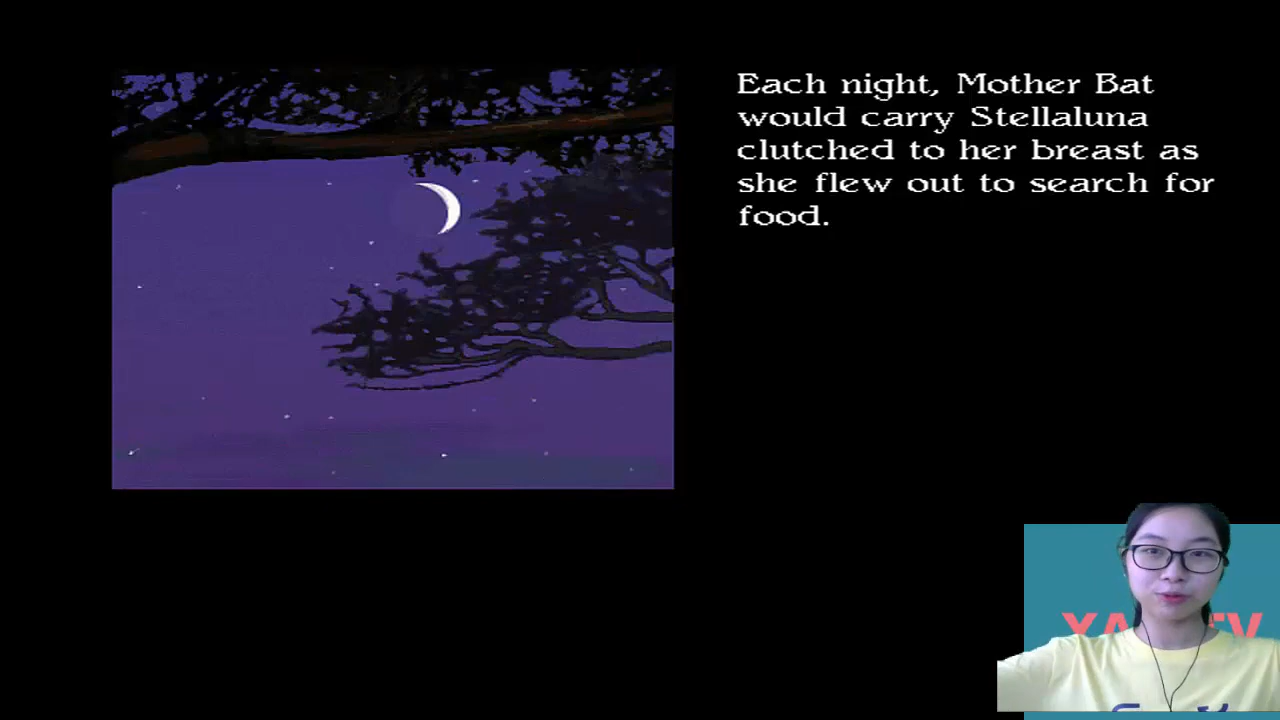 Each night, Mother Bat
would carry Stellaluna
clutched to her breast as
she flew out to search for
food.